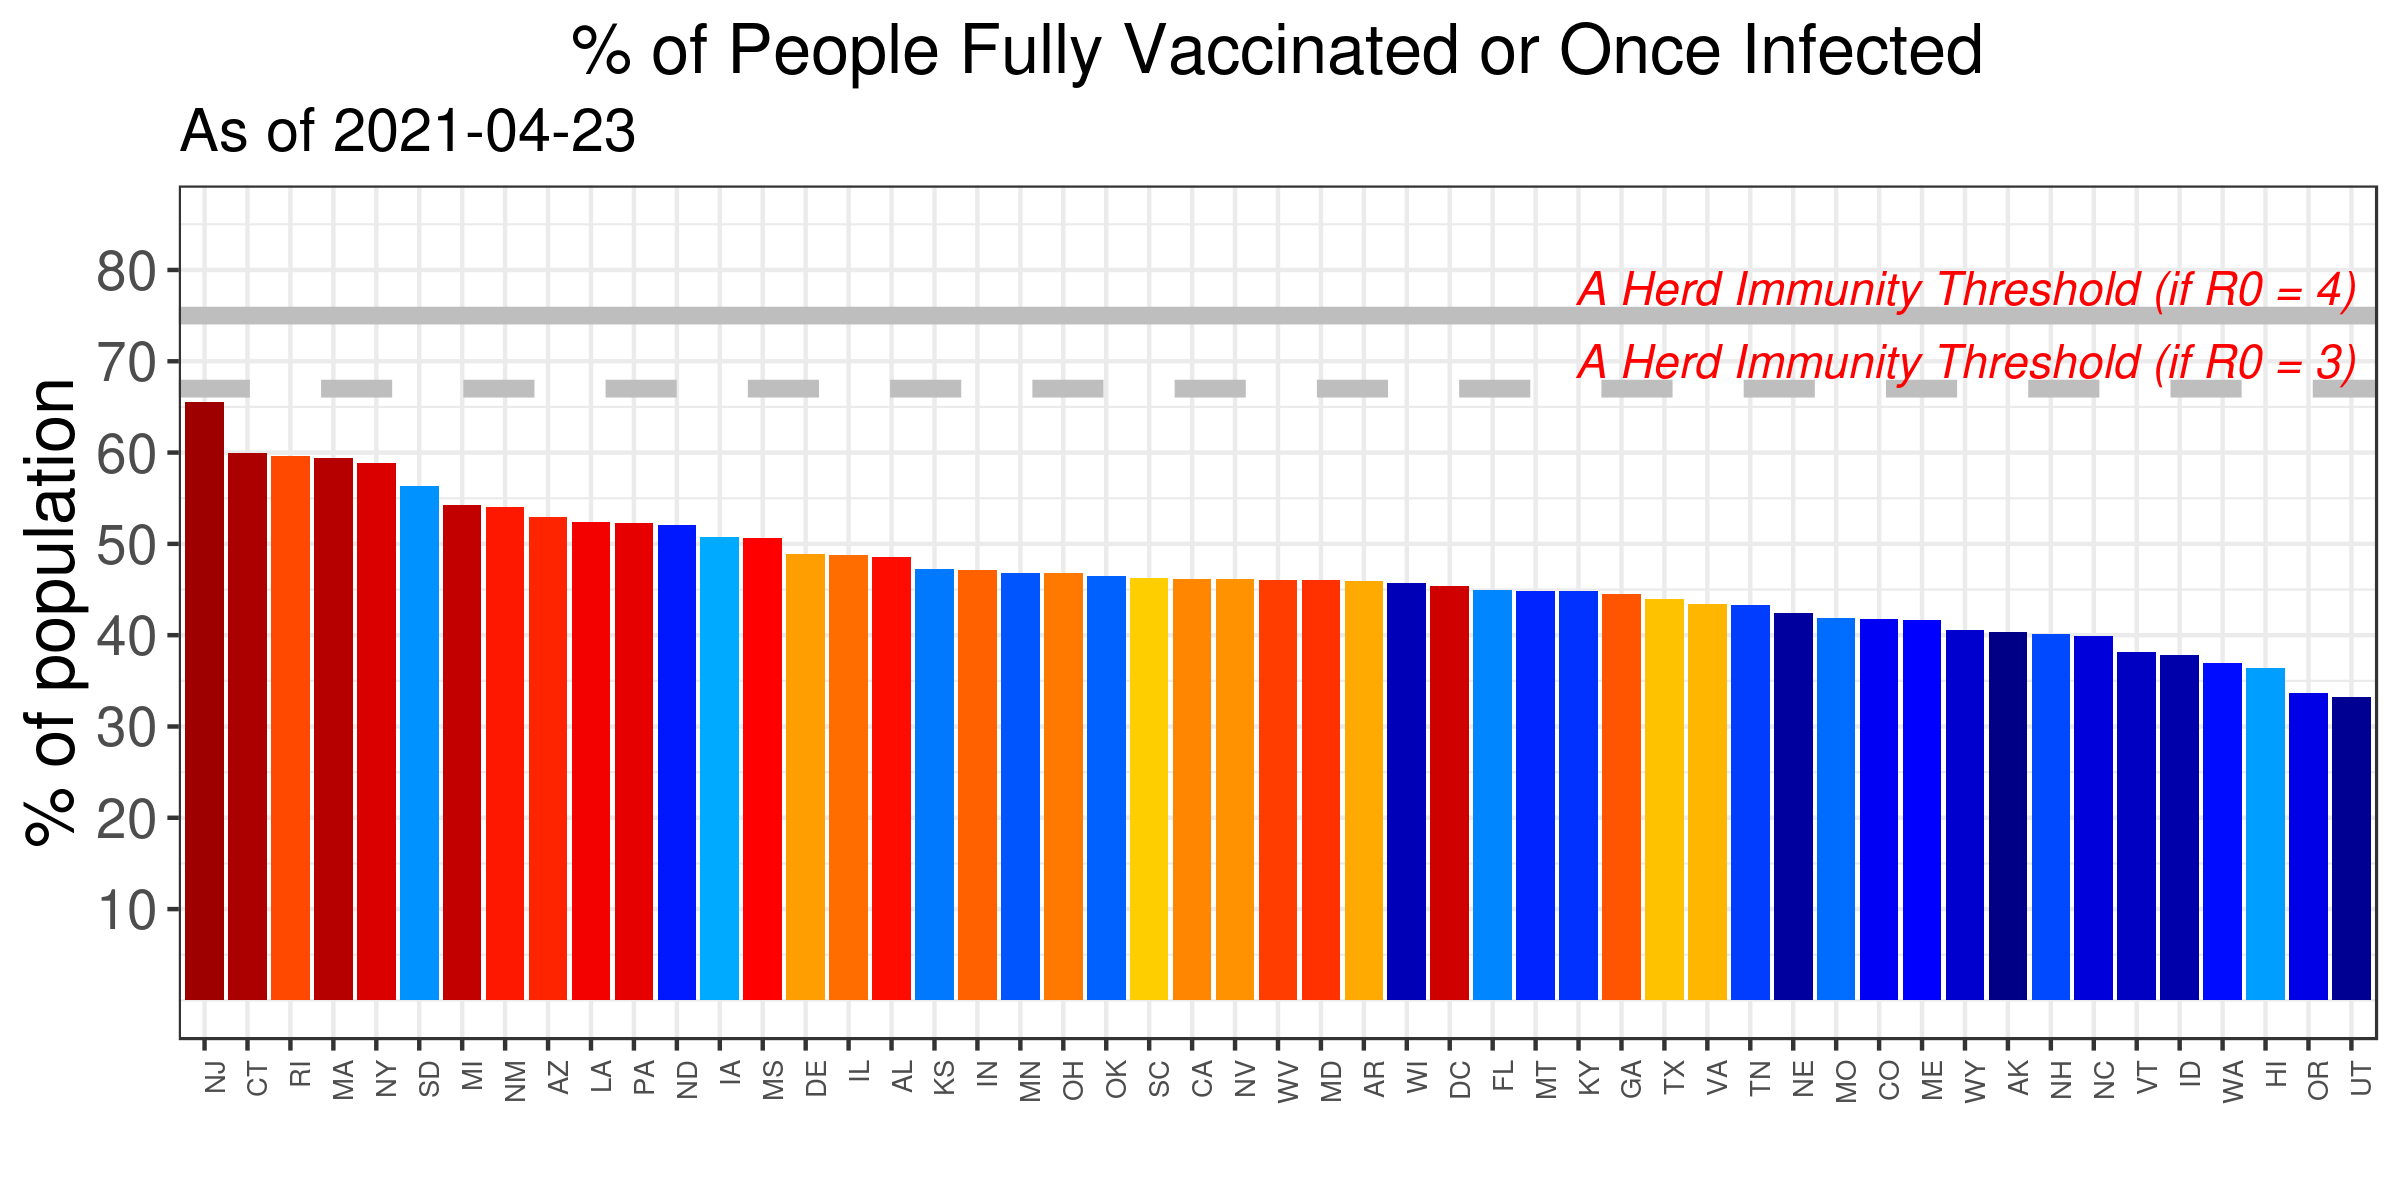 % of People Fully Vaccinated or Once Infected
As of 2021-04-23
% of population
80
70
60
50
40
30
20
10
A Herd Immunity Threshold (if R0 = 4)
A Herd Immunity Threshold (if R0 = 3)
NJ CT RI MA NY SD MI NM AZ LA PA ND IA MS DE IL AL KS IN MN OH OK SC CA NV WV MD AR WI DC FL MT KY GA TX VA TN NE MO CO ME WY AK NH NC VT ID WA HI OR UT